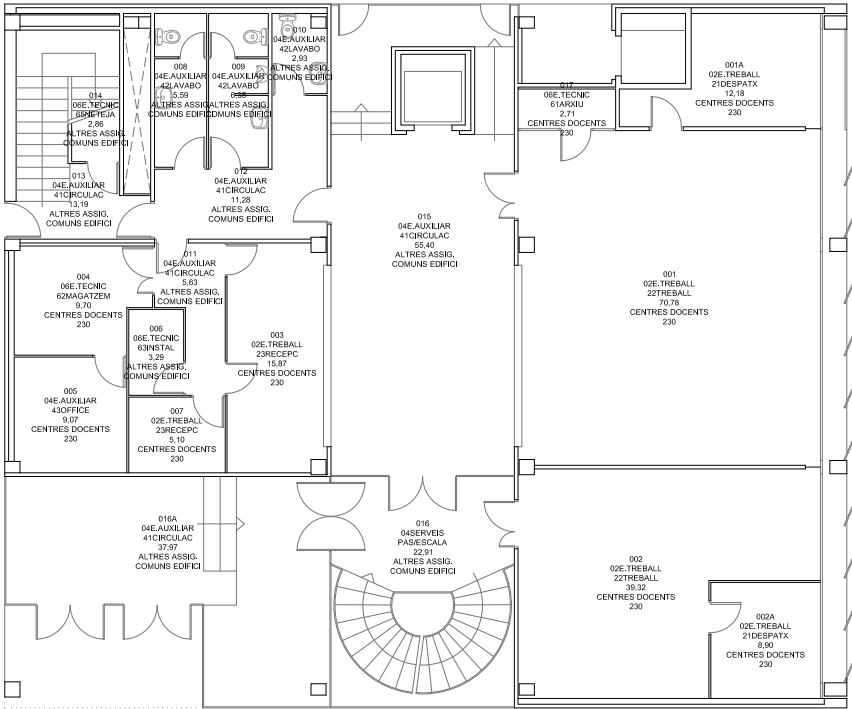 010
04E.AUXILIAR
42LAVABO
2,93
ALTRES ASSIG.
COMUNS EDIFICI
008
04E.AUXILIAR
42LAVABO
5,59
ALTRES ASSIG.
COMUNS EDIFICI
009
04E.AUXILIAR
42LAVABO
ALTRES ASSIG.
COMUNS EDIFICI
014
06E.TECNIC
65NETEJA
2,86
ALTRES ASSIG.
COMUNS EDIFICI
001A
02E.TREBALL
21DESPATX
12,18
CENTRES DOCENTS
230
017
06E.TECNIC
61ARXIU
2,71
CENTRES DOCENTS
230
013
04E.AUXILIAR
41CIRCULAC
13,19
ALTRES ASSIG.
COMUNS EDIFICI
012
04E.AUXILIAR
41CIRCULAC
11,28
ALTRES ASSIG.
COMUNS EDIFICI
015
04E.AUXILIAR
41CIRCULAC
55,40
ALTRES ASSIG.
COMUNS EDIFICI
011
04E.AUXILIAR
41CIRCULAC
5,63
ALTRES ASSIG.
COMUNS EDIFICI
004
06E.TECNIC
62MAGATZEM
9,70
CENTRES DOCENTS
230
001
02E.TREBALL
22TREBALL
70,78
CENTRES DOCENTS
230
006
06E.TECNIC
63INSTAL
3,29
ALTRES ASSIG.
COMUNS EDIFICI
003
02E.TREBALL
23RECEPC
15,87
CENTRES DOCENTS
230
005
04E.AUXILIAR
43OFFICE
9,07
CENTRES DOCENTS
230
007
02E.TREBALL
23RECEPC
5,10
CENTRES DOCENTS
230
016A
04E.AUXILIAR
41CIRCULAC
37,97
ALTRES ASSIG.
COMUNS EDIFICI
016
04SERVEIS
PAS/ESCALA
22,91
ALTRES ASSIG.
COMUNS EDIFICI
002
02E.TREBALL
22TREBALL
39,32
CENTRES DOCENTS
230
002A
02E.TREBALL
21DESPATX
8,90
CENTRES DOCENTS
230